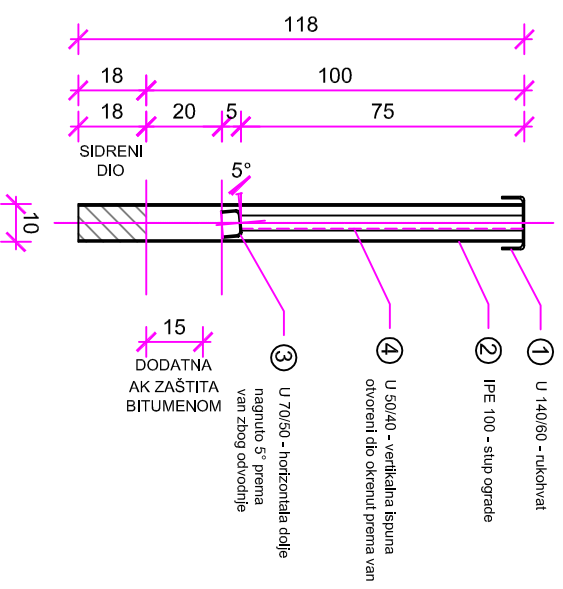 118
18
100
18
20
5
75
SIDRENI
DIO
5°
10
15
DODATNA
AK ZAŠTITA
BITUMENOM
1 U 140/60 - rukohvat
2 IPE 100 - stup ograde
4 U 50/40 - vertikalna ispuna
otvoreni dio okrenut prema van
3 U 70/50 - horizontala dolje
nagnuto 5° prema
van zbog odvodnje